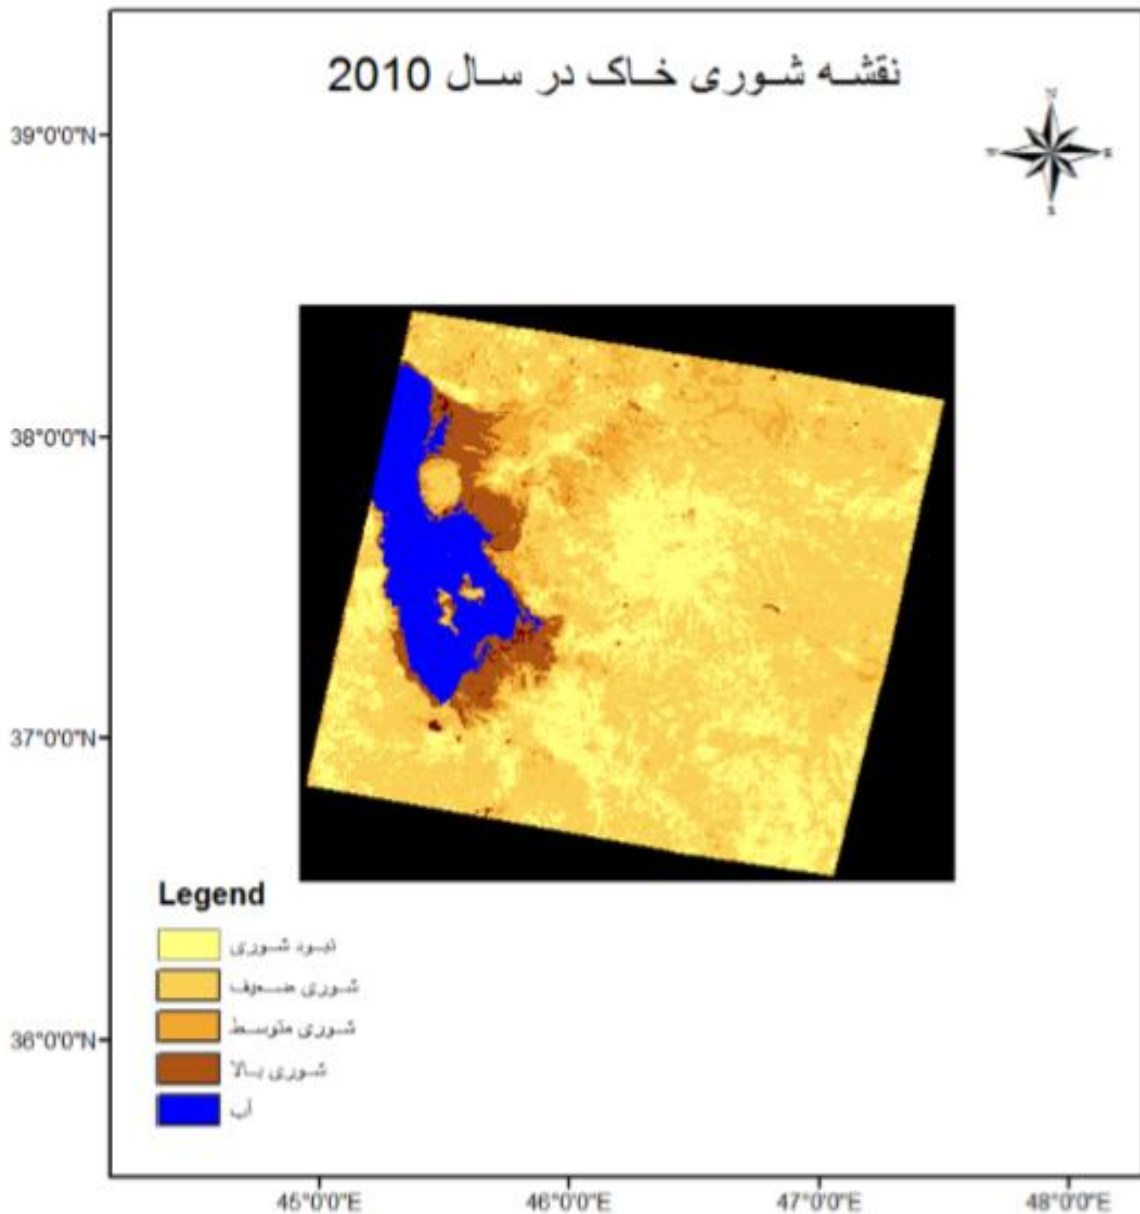 نقشه شوری خاک در سال 2010
N
W
E
S
39°0'0"N
38°0'0"N
37°0'0"N
36°0'0"N
Legend
نبود شوری
شوری ضعیف
شوری متوسط
شوری بالا
آب
45°0'0"E
46°0'0"E
47°0'0"E
48°0'0"E